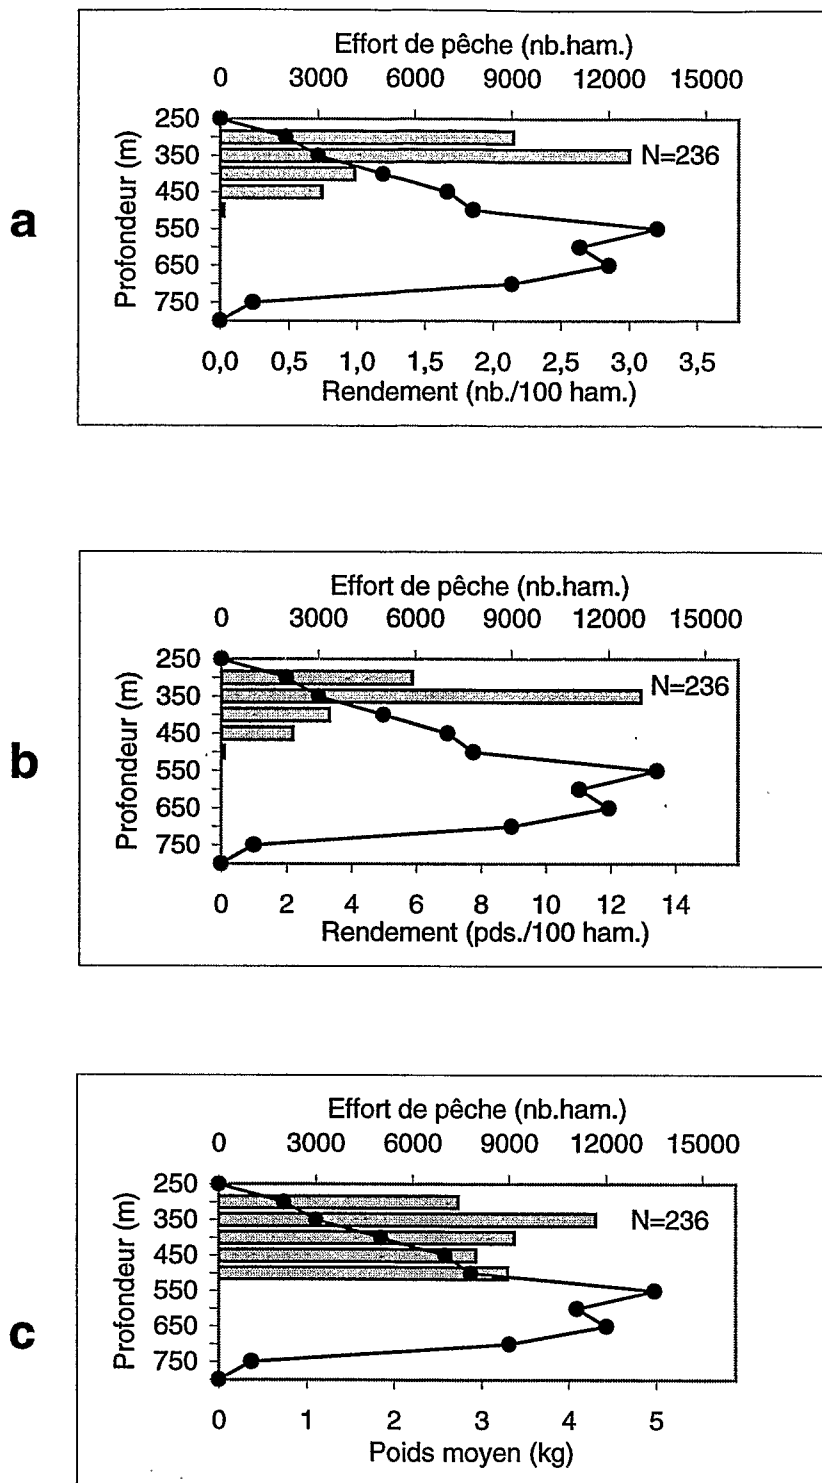 Effort de pêche (nb.ham.)
0 3000 6000 9000 12000 15000
250
350
450
550
650
750
Profondeur (m)
N=236
a
0,0 0,5 1,0 1,5 2,0 2,5 3,0 3,5
Rendement (nb./100 ham.)
Effort de pêche (nb.ham.)
0 3000 6000 9000 12000 15000
250
350
450
550
650
750
Profondeur (m)
N=236
b
0 2 4 6 8 10 12 14
Rendement (pds./100 ham.)
Effort de pêche (nb.ham.)
0 3000 6000 9000 12000 15000
250
350
450
550
650
750
Profondeur (m)
N=236
c
0 1 2 3 4 5
Poids moyen (kg)